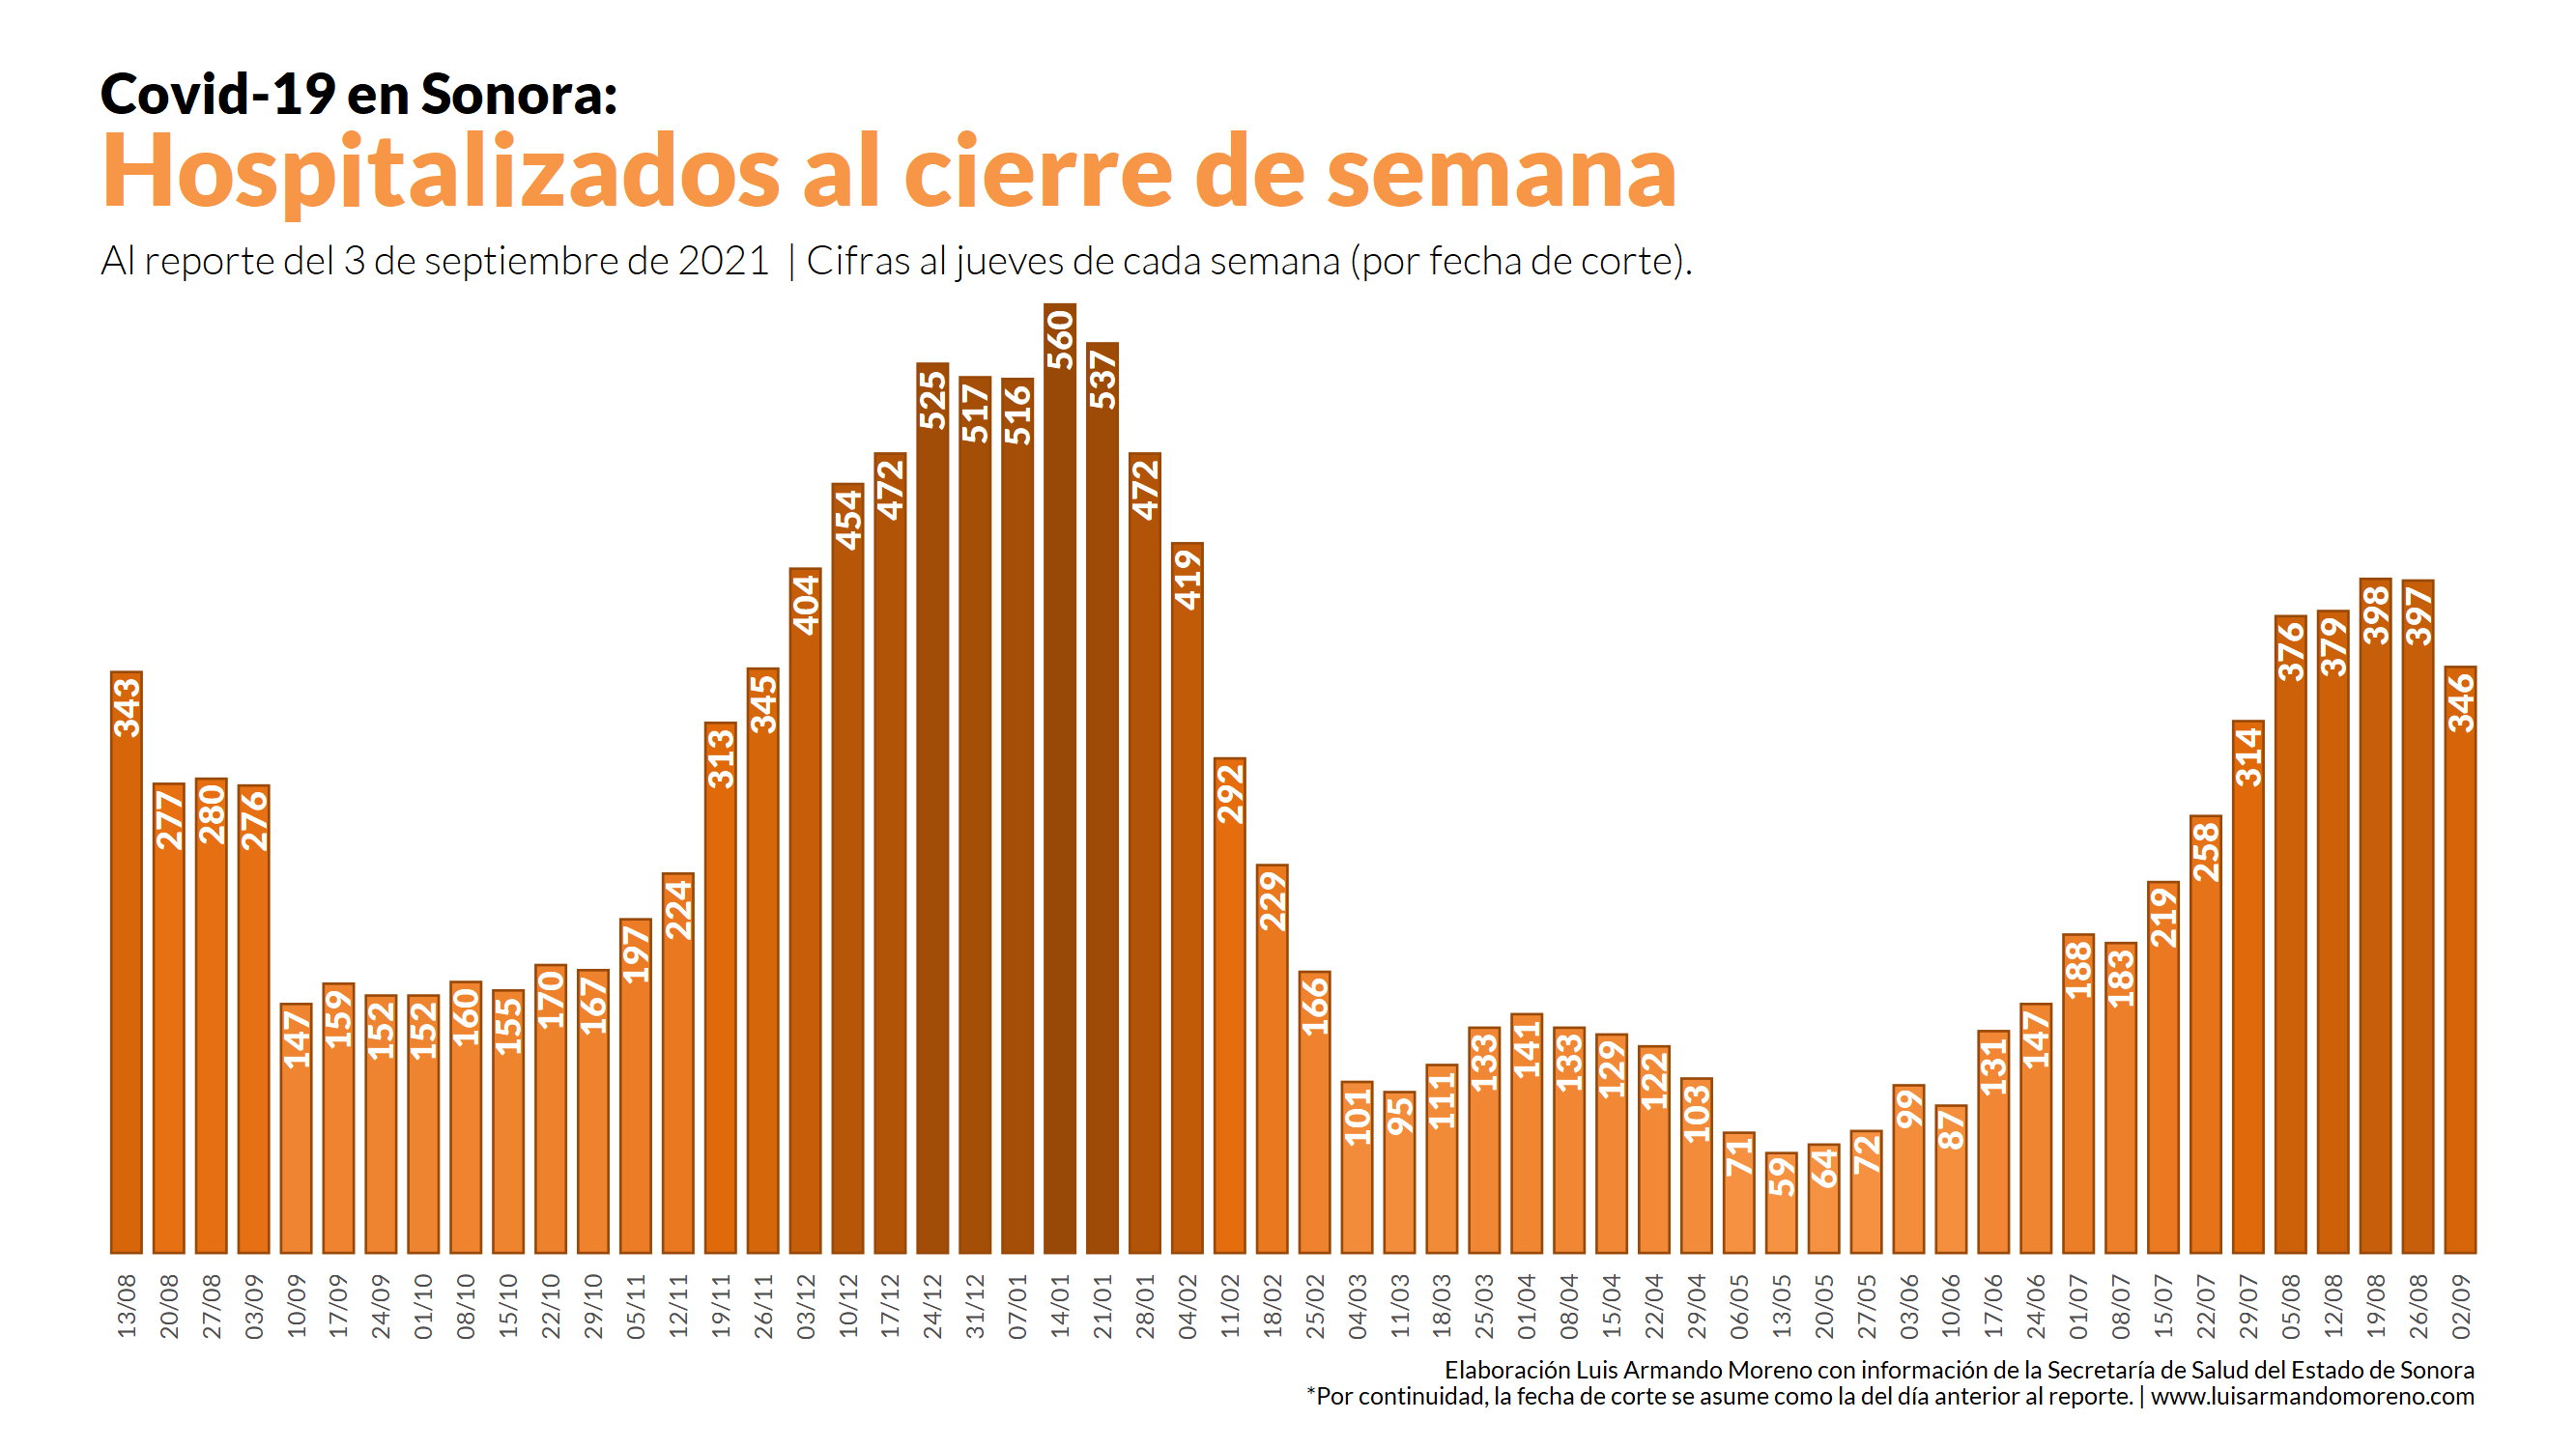 Covid-19 en Sonora:
Hospitalizados al cierre de semana
Al reporte del 3 de septiembre de 2021 | Cifras al jueves de cada semana (por fecha de corte).
343 277 280 276 147 159 152 152 160 155 170 167 197 224 313 345 404 454 472 525 517 516 560 537 472 419 292 229 166 101 95 111 133 141 133 129 122 103 71 59 64 72 99 87 131 147 188 183 219 258 314 376 379 398 397 346
13/08 20/08 27/08 03/09 10/09 17/09 24/09 01/10 08/10 15/10 22/10 29/10 05/11 12/11 19/11 26/11 03/12 10/12 17/12 24/12 31/12 07/01 14/01 21/01 28/01 04/02 11/02 18/02 25/02 04/03 11/03 18/03 25/03 01/04 08/04 15/04 22/04 29/04 06/05 13/05 20/05 27/05 03/06 10/06 17/06 24/06 01/07 08/07 15/07 22/07 29/07 05/08 12/08 19/08 26/08 02/09
Elaboración Luis Armando Moreno con información de la Secretaría de Salud del Estado de Sonora
*Por continuidad, la fecha de corte se asume como la del día anterior al reporte. | www.luisarmandomoreno.com